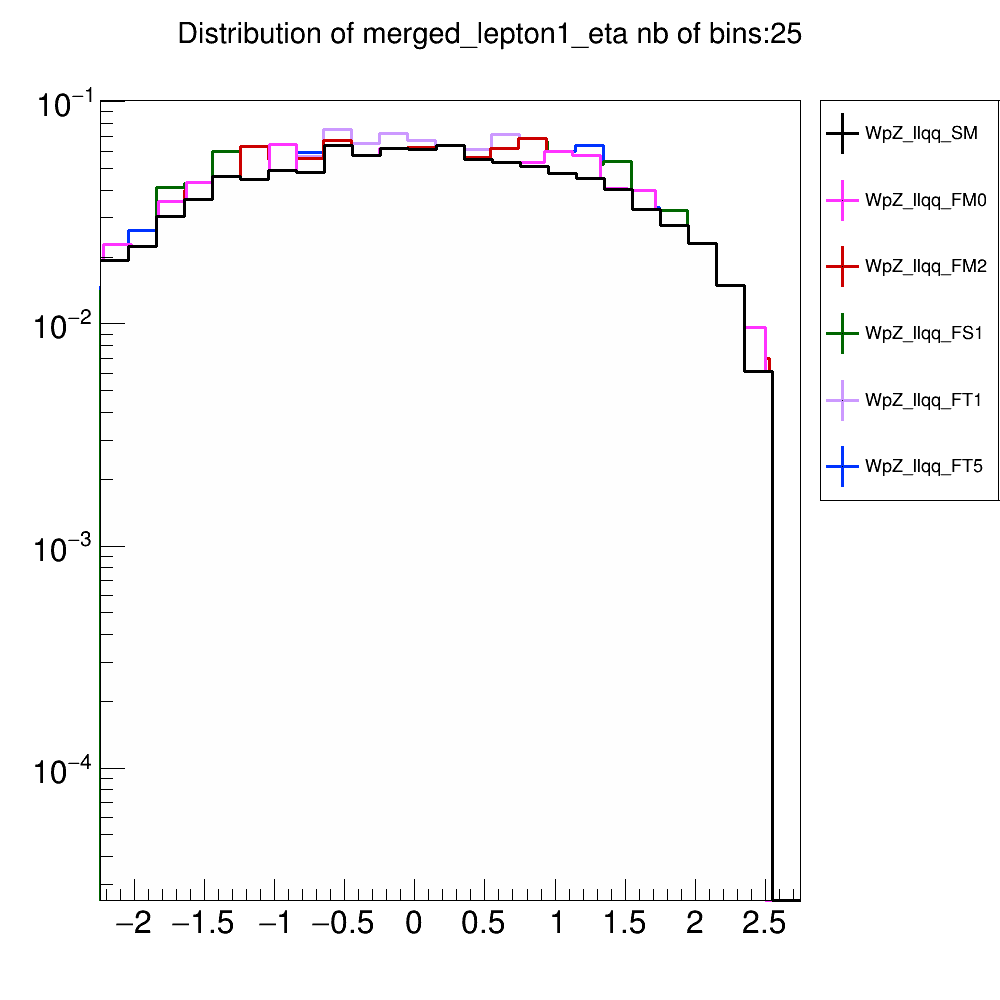 Distribution of merged_lepton1_eta nb of bins:25
10⁻¹
10⁻²
10⁻³
10⁻⁴
−2 −1.5 −1 −0.5 0 0.5 1 1.5 2 2.5
WpZ_llqq_SM
WpZ_llqq_FM0
WpZ_llqq_FM2
WpZ_llqq_FS1
WpZ_llqq_FT1
WpZ_llqq_FT5